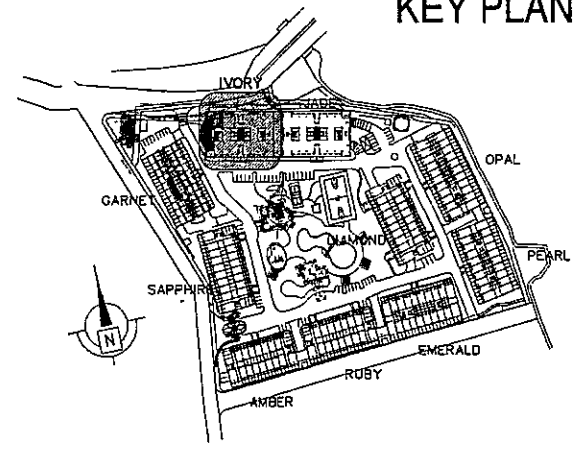 KEY PLAN
IVORY
JADE
OPAL
GARNET
DIAMOND
PEARL
SAPPHIRE
N
EMERALD
RUBY
AMBER